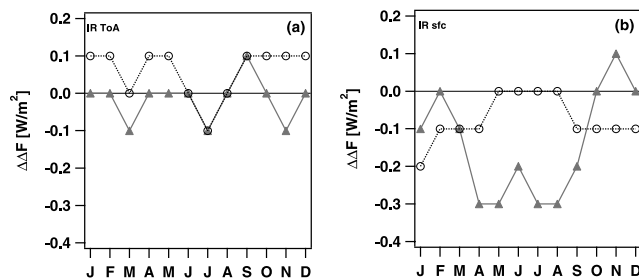 IR ToA
(a)
0.2
0.1
0.0
-0.1
-0.2
-0.3
-0.4
ΔΔF [W/m²]
J F M A M J J A S O N D
IR sfc
(b)
0.2
0.1
0.0
-0.1
-0.2
-0.3
-0.4
ΔΔF [W/m²]
J F M A M J J A S O N D